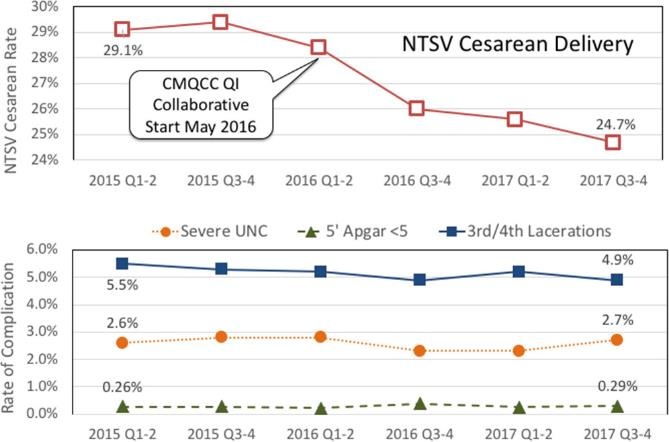 NTSV Cesarean Delivery
NTSV Cesarean Rate
30%
29%
28%
27%
26%
25%
24%
29.1%
CMQCC QI
Collaborative
Start May 2016
24.7%
2015 Q1-2 2015 Q3-4 2016 Q1-2 2016 Q3-4 2017 Q1-2 2017 Q3-4
Severe UNC 5' Apgar <5 3rd/4th Lacerations
Rate of Complication
6.0%
5.0%
4.0%
3.0%
2.0%
1.0%
0.0%
5.5%
4.9%
2.6%
2.7%
0.26%
0.29%
2015 Q1-2 2015 Q3-4 2016 Q1-2 2016 Q3-4 2017 Q1-2 2017 Q3-4